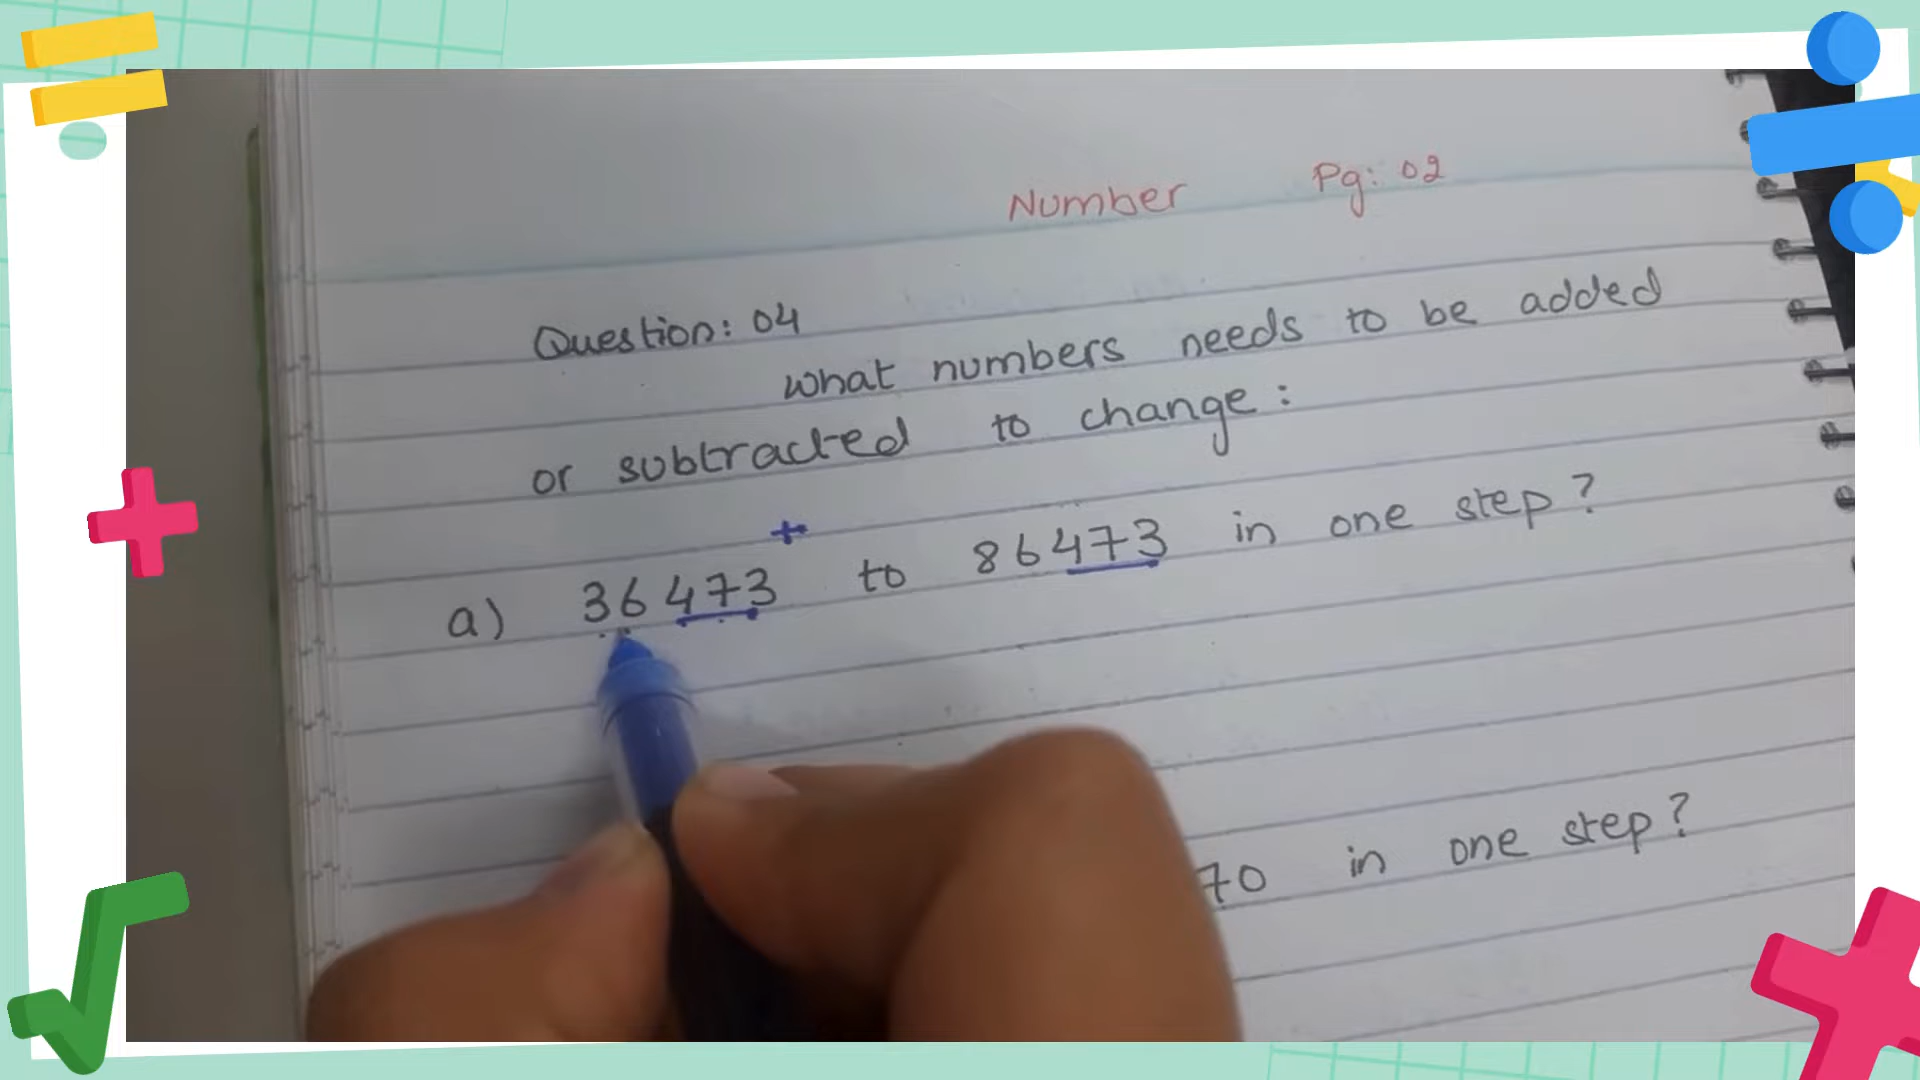 Number Pg: 02
Question: 04
What numbers needs to be added
or subtracted to change:
+
a) 36473 to 86473 in one step?
70 in one step?